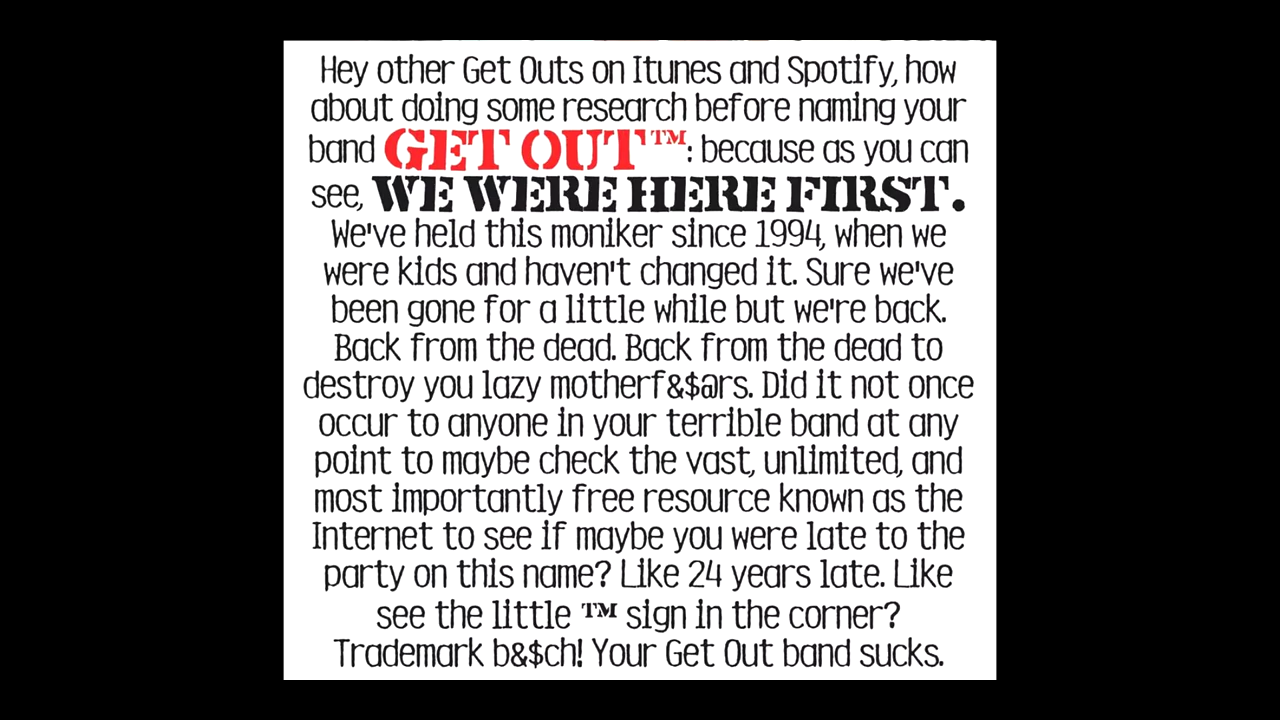 Hey other Get Outs on Itunes and Spotify, how
about doing some research before naming your
band GET OUT™: because as you can
see, WE WERE HERE FIRST.
We've held this moniker since 1994, when we
were kids and haven't changed it. Sure we've
been gone for a little while but we're back.
Back from the dead. Back from the dead to
destroy you lazy motherf&$@rs. Did it not once
occur to anyone in your terrible band at any
point to maybe check the vast, unlimited, and
most importantly free resource known as the
Internet to see if maybe you were late to the
party on this name? Like 24 years late. Like
see the little ™ sign in the corner?
Trademark b&$ch! Your Get Out band sucks.